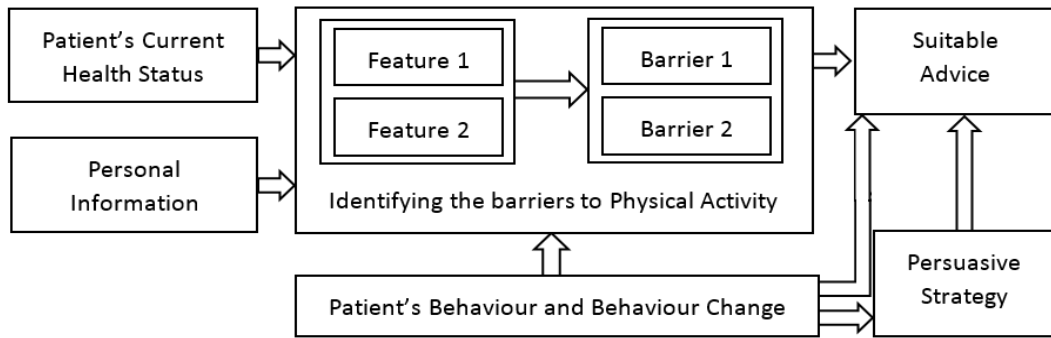 Patient's Current
Health Status
Personal
Information
Feature 1
Feature 2
Barrier 1
Barrier 2
Identifying the barriers to Physical Activity
Suitable
Advice
Patient's Behaviour and Behaviour Change
Persuasive
Strategy